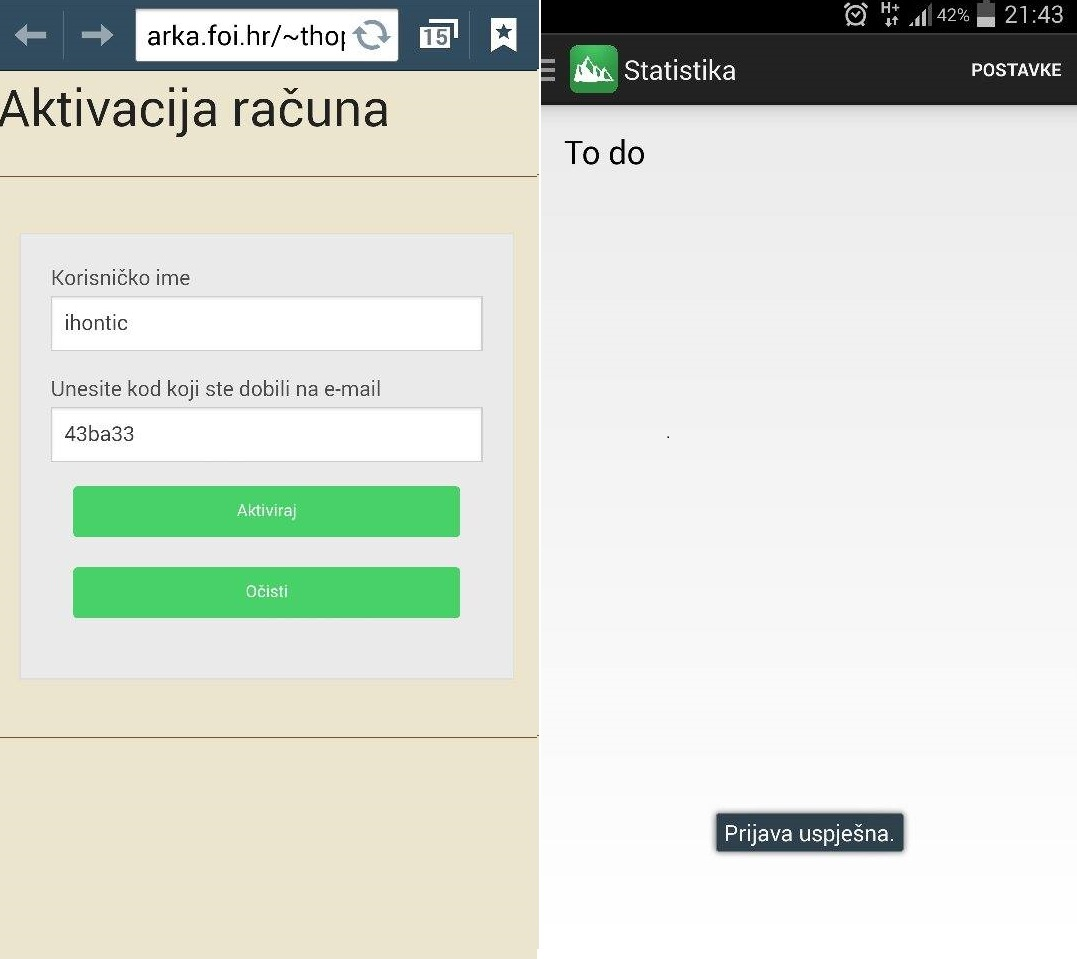 arka.foi.hr/~thop
15
Aktivacija računa
Korisničko ime
ihontic
Unesite kod koji ste dobili na e-mail
43ba33
Aktiviraj
Očisti
H+ 42% 21:43
Statistika POSTAVKE
To do
Prijava uspješna.